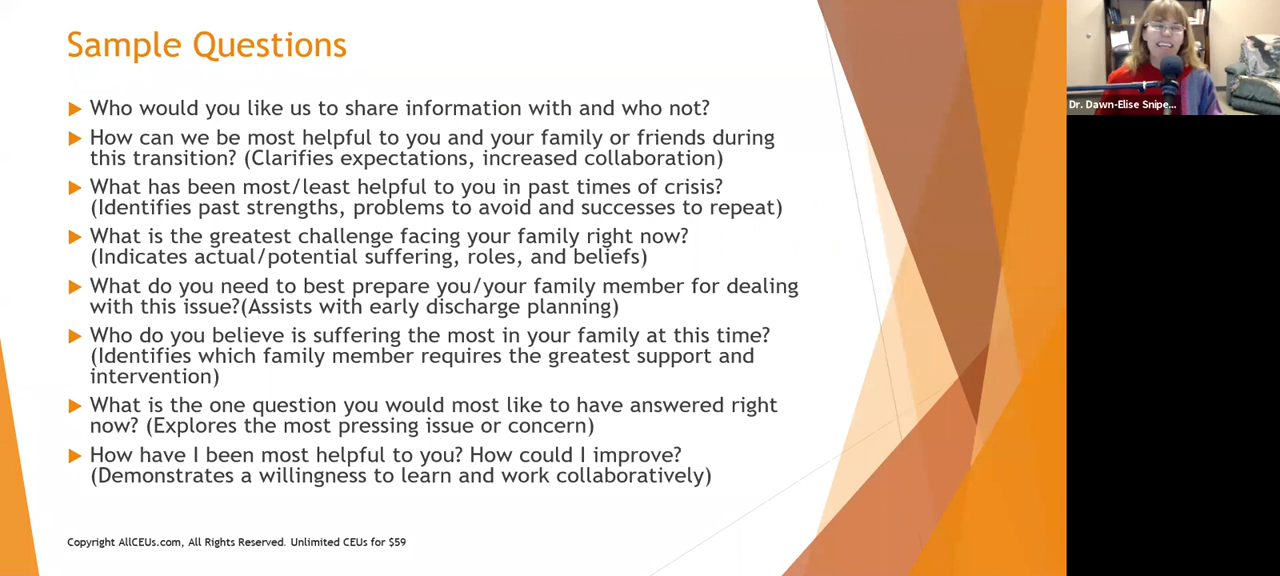 Sample Questions
Who would you like us to share information with and who not?
How can we be most helpful to you and your family or friends during
this transition? (Clarifies expectations, increased collaboration)
What has been most/least helpful to you in past times of crisis?
(Identifies past strengths, problems to avoid and successes to repeat)
What is the greatest challenge facing your family right now?
(Indicates actual/potential suffering, roles, and beliefs)
What do you need to best prepare you/your family member for dealing
with this issue?(Assists with early discharge planning)
Who do you believe is suffering the most in your family at this time?
(Identifies which family member requires the greatest support and
intervention)
What is the one question you would most like to have answered right
now? (Explores the most pressing issue or concern)
How have I been most helpful to you? How could I improve?
(Demonstrates a willingness to learn and work collaboratively)
Copyright AllCEUs.com, All Rights Reserved. Unlimited CEUs for $59
Dr. Dawn-Elise Snipe...